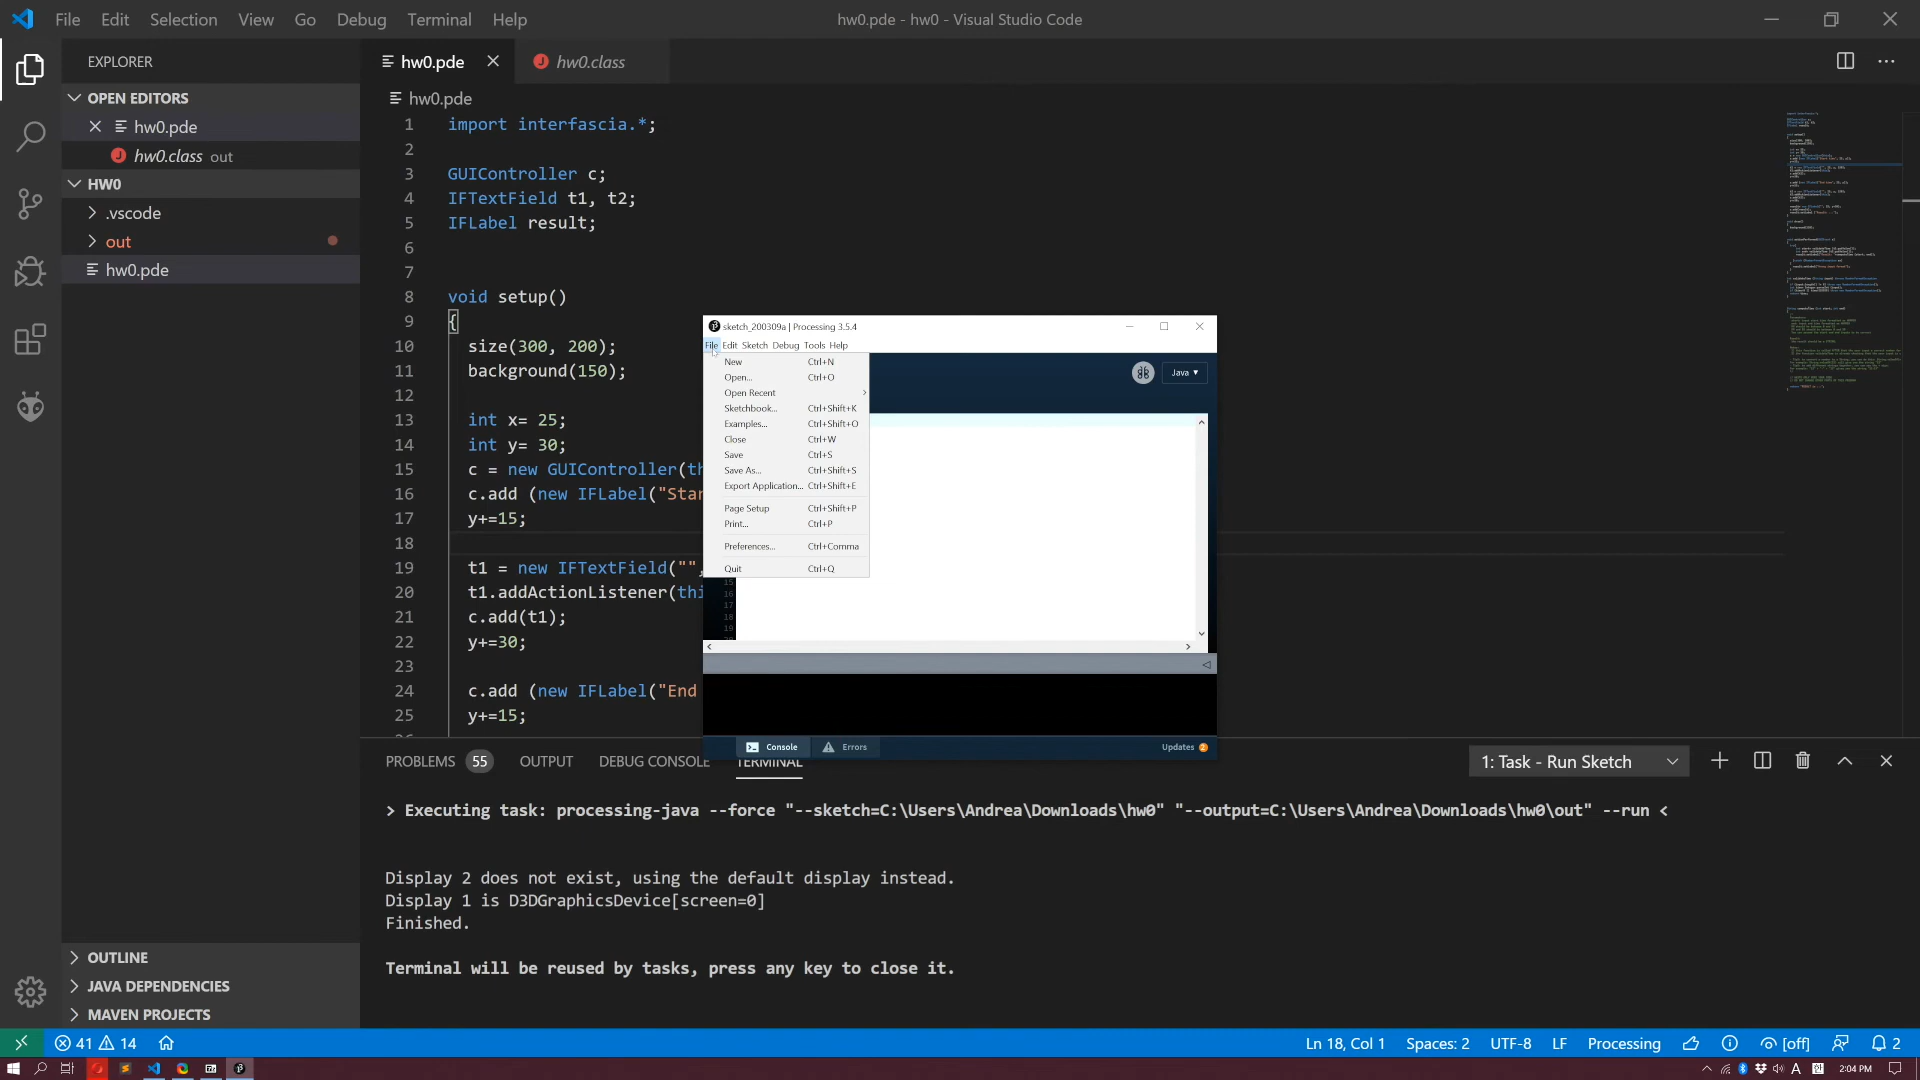 File Edit Selection View Go Debug Terminal Help
hw0.pde - hw0 - Visual Studio Code
EXPLORER
OPEN EDITORS
hw0.pde
hw0.class out
HW0
.vscode
out
hw0.pde
OUTLINE
JAVA DEPENDENCIES
MAVEN PROJECTS
hw0.pde
hw0.class
hw0.pde
1 import interfascia.*;
2
3 GUIController c;
4 IFTextField t1, t2;
5 IFLabel result;
6
7
8 void setup()
9 {
10 size(300, 200);
11 background(150);
12
13 int x= 25;
14 int y= 30;
15 c = new GUIController(th
16 c.add (new IFLabel("Star
17 y+=15;
18
19 t1 = new IFTextField("",
20 t1.addActionListener(thi
21 c.add(t1);
22 y+=30;
23
24 c.add (new IFLabel("End
25 y+=15;
sketch_200309a | Processing 3.5.4
File Edit Sketch Debug Tools Help
New Ctrl+N
Open... Ctrl+O
Open Recent
Sketchbook... Ctrl+Shift+K
Examples... Ctrl+Shift+O
Close Ctrl+W
Save Ctrl+S
Save As... Ctrl+Shift+S
Export Application... Ctrl+Shift+E
Page Setup Ctrl+Shift+P
Print... Ctrl+P
Preferences... Ctrl+Comma
Quit Ctrl+Q
Java
15
16
17
18
19
Console Errors
Updates 2
PROBLEMS 55 OUTPUT DEBUG CONSOLE TERMINAL
1: Task - Run Sketch
> Executing task: processing-java --force "--sketch=C:\Users\Andrea\Downloads\hw0" "--output=C:\Users\Andrea\Downloads\hw0\out" --run <
Display 2 does not exist, using the default display instead.
Display 1 is D3DGraphicsDevice[screen=0]
Finished.
Terminal will be reused by tasks, press any key to close it.
41 14
Ln 18, Col 1 Spaces: 2 UTF-8 LF Processing [off] 2
2:04 PM